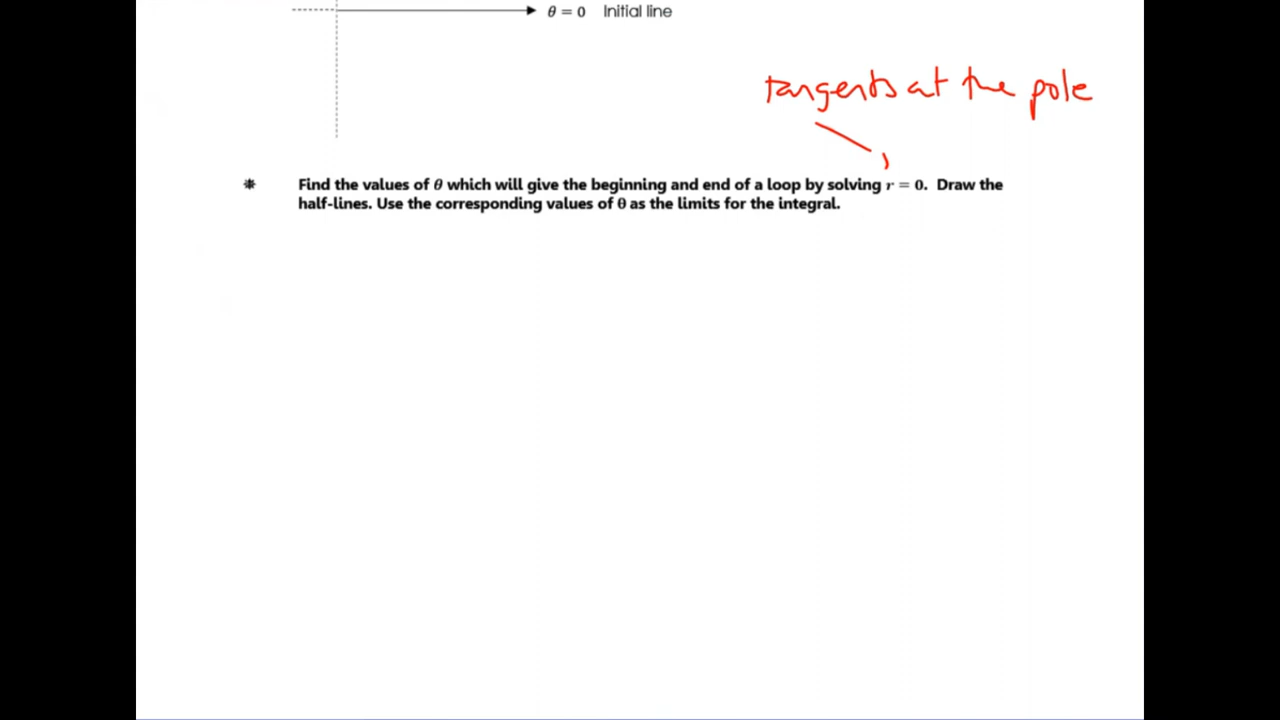 θ = 0 Initial line
tangents at the pole
* Find the values of θ which will give the beginning and end of a loop by solving r = 0. Draw the
half-lines. Use the corresponding values of θ as the limits for the integral.